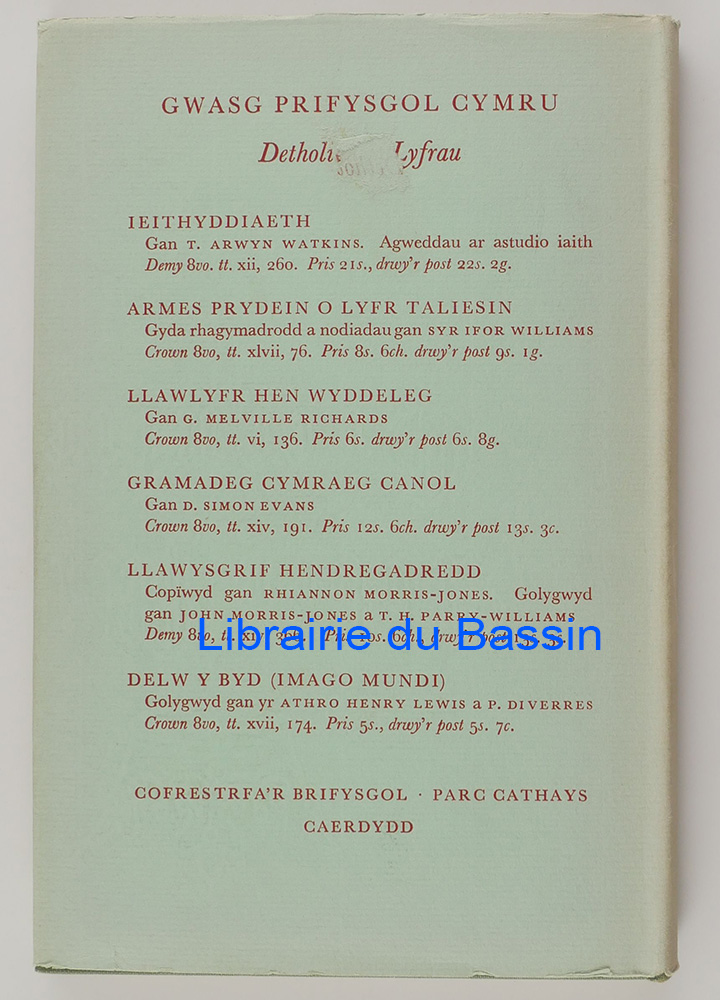 GWASG PRIFYSGOL CYMRU
Lyfrau
IEITHYDDIAETH
Gan T. ARWYN WATKINS. Agweddau ar astudio iaith
Demy 8vo. tt. xii, 260. Pris 21s., drwy'r post 22s. 2g.
ARMES PRYDEIN O LYFR TALIESIN
Gyda rhagymadrodd a nodiadau gan SYR IFOR WILLIAMS
Crown 8vo, tt. xlvii, 76. Pris 8s. 6ch. drwy'r post 9s. 1g.
LLAWLYFR HEN WYDDELEG
Gan G. MELVILLE RICHARDS
Crown 8vo, tt. vi, 136. Pris 6s. drwy'r post 6s. 8g.
GRAMADEG CYMRAEG CANOL
Gan D. SIMON EVANS
Crown 8vo, tt. xiv, 191. Pris 12s. 6ch. drwy'r post 13s. 3c.
LLAWYSGRIF HENDREGADREDD
Copïwyd gan RHIANNON MORRIS-JONES. Golygwyd
gan JOHN MORRIS-JONES a T. H. PARRY-WILLIAMS
Librairie du Bassin
Demy 8vo, tt.
DELW Y BYD (IMAGO MUNDI)
Golygwyd gan yr ATHRO HENRY LEWIS a P. DIVERRES
Crown 8vo, tt. xvii, 174. Pris 5s., drwy'r post 5s. 7c.
COFRESTRFA'R BRIFYSGOL · PARC CATHAYS
CAERDYDD